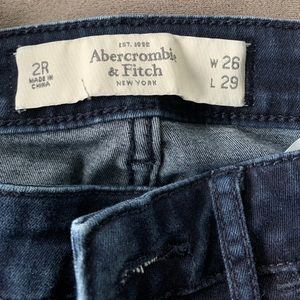 2R
MADE IN
CHINA
EST. 1892
Abercrombie
& Fitch
NEW YORK
W 26
L 29